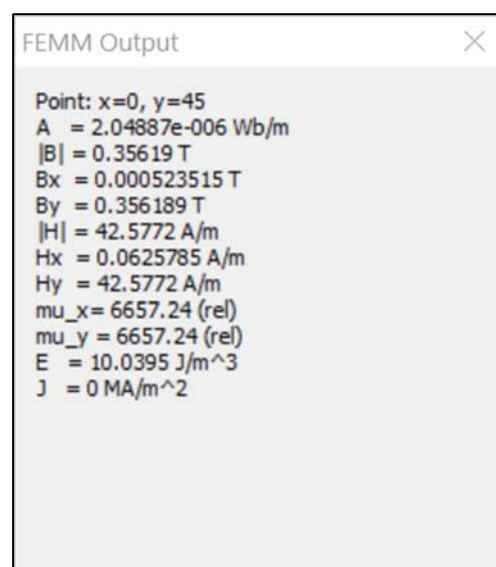 FEMM Output
Point: x=0, y=45
A = 2.04887e-006 Wb/m
|B| = 0.35619 T
Bx = 0.000523515 T
By = 0.356189 T
|H| = 42.5772 A/m
Hx = 0.0625785 A/m
Hy = 42.5772 A/m
mu_x= 6657.24 (rel)
mu_y = 6657.24 (rel)
E = 10.0395 J/m^3
J = 0 MA/m^2